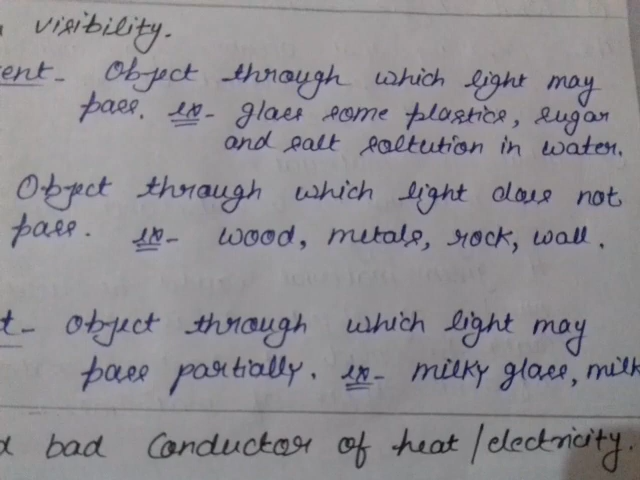 visibility.
ent - Object through which light may
pass. ex - glass some plastics, sugar
and salt soltution in water.
Object through which light does not
pass. ex - wood, metals, rock, wall.
t - object through which light may
pass partially. ex - milky glass, milk
d bad Conductor of heat/electricity.